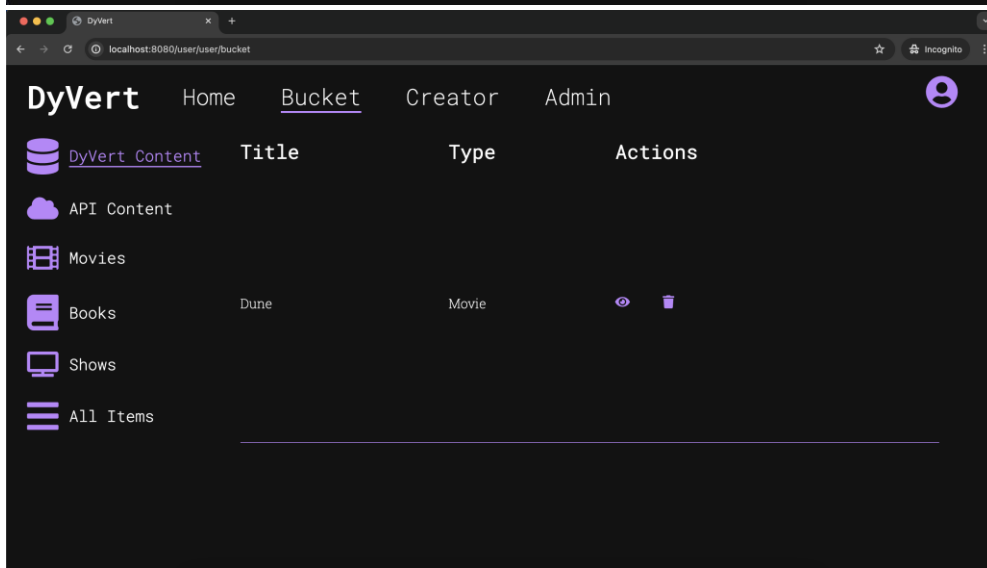 DyVert
localhost:8080/user/user/bucket
Incognito
DyVert Home Bucket Creator Admin
DyVert Content
API Content
Movies
Books
Shows
All Items
Title Type Actions
Dune Movie